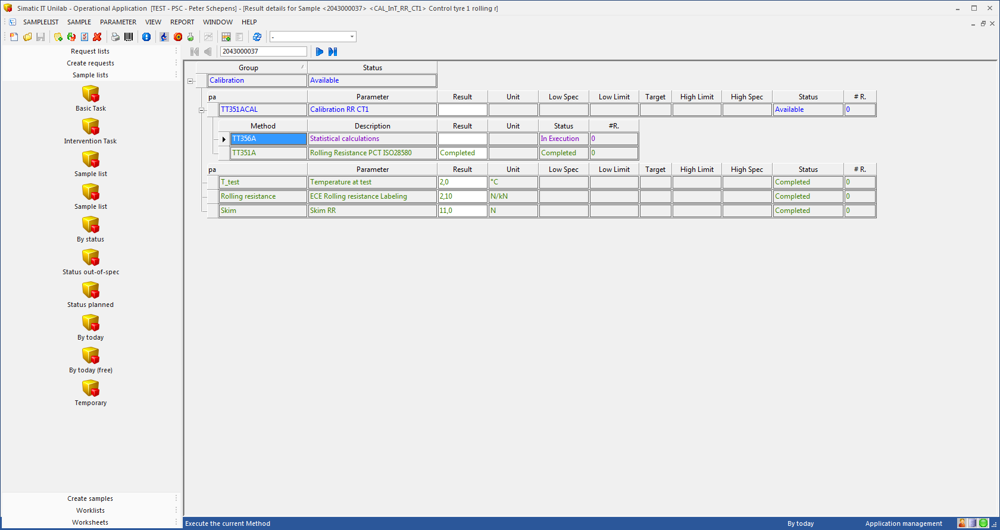 Simatic IT Unilab - Operational Application [TEST - PSC - Peter Schepens] - [Result details for Sample <2043000037> <CAL_InT_RR_CT1> Control tyre 1 rolling r]
SAMPLELIST SAMPLE PARAMETER VIEW REPORT WINDOW HELP
-
Request lists
Create requests
Sample lists
Basic Task
Intervention Task
Sample list
Sample list
By status
Status out-of-spec
Status planned
By today
By today (free)
Temporary
Create samples
Worklists
Worksheets
2043000037
Group Status
Calibration Available
pa Parameter Result Unit Low Spec Low Limit Target High Limit High Spec Status # R.
TT351ACAL Calibration RR CT1 Available 0
Method Description Result Unit Status #R.
TT356A Statistical calculations In Execution 0
TT351A Rolling Resistance PCT ISO28580 Completed Completed 0
pa Parameter Result Unit Low Spec Low Limit Target High Limit High Spec Status # R.
T_test Temperature at test 2,0 °C Completed 0
Rolling resistance ECE Rolling resistance Labeling 2,10 N/kN Completed 0
Skim Skim RR 11,0 N Completed 0
Execute the current Method By today Application management